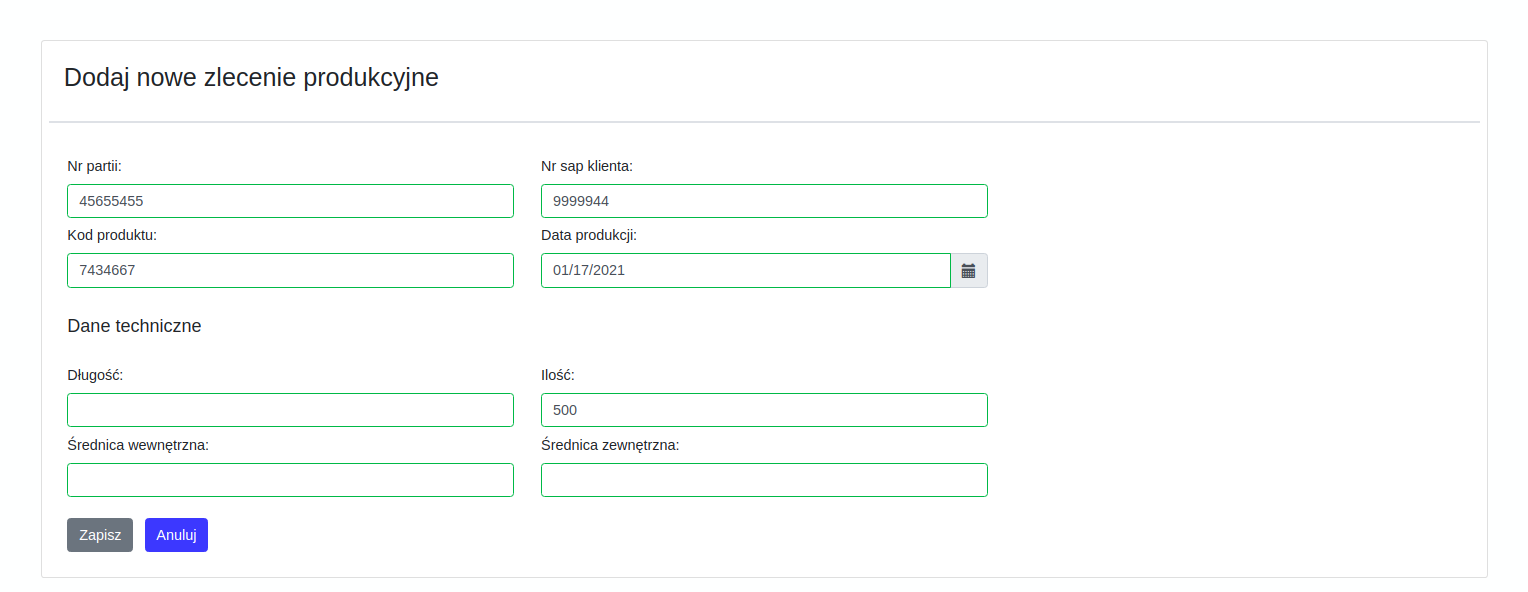 Dodaj nowe zlecenie produkcyjne
Nr partii: Nr sap klienta:
45655455 9999944
Kod produktu: Data produkcji:
7434667 01/17/2021
Dane techniczne
Długość: Ilość:
500
Średnica wewnętrzna: Średnica zewnętrzna:
Zapisz Anuluj